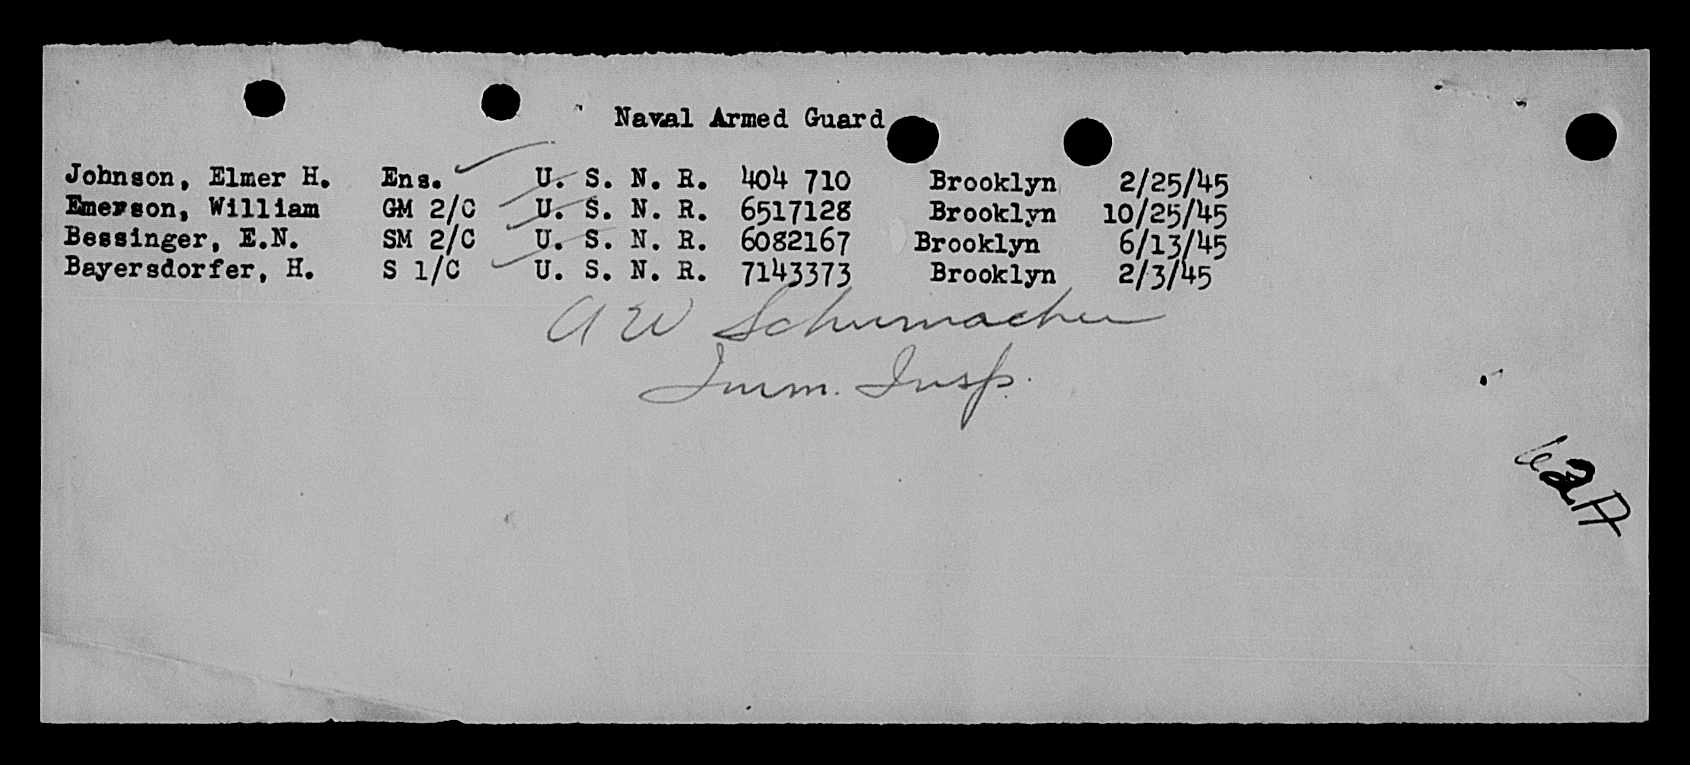 Naval Armed Guard
Johnson, Elmer H. Ens. U. S. N. R. 404 710 Brooklyn 2/25/45
Emerson, William GM 2/C U. S. N. R. 6517128 Brooklyn 10/25/45
Bessinger, E.N. SM 2/C U. S. N. R. 6082167 Brooklyn 6/13/45
Bayersdorfer, H. S 1/C U. S. N. R. 7143373 Brooklyn 2/3/45
A W Schumacher
Imm. Insp.
62A